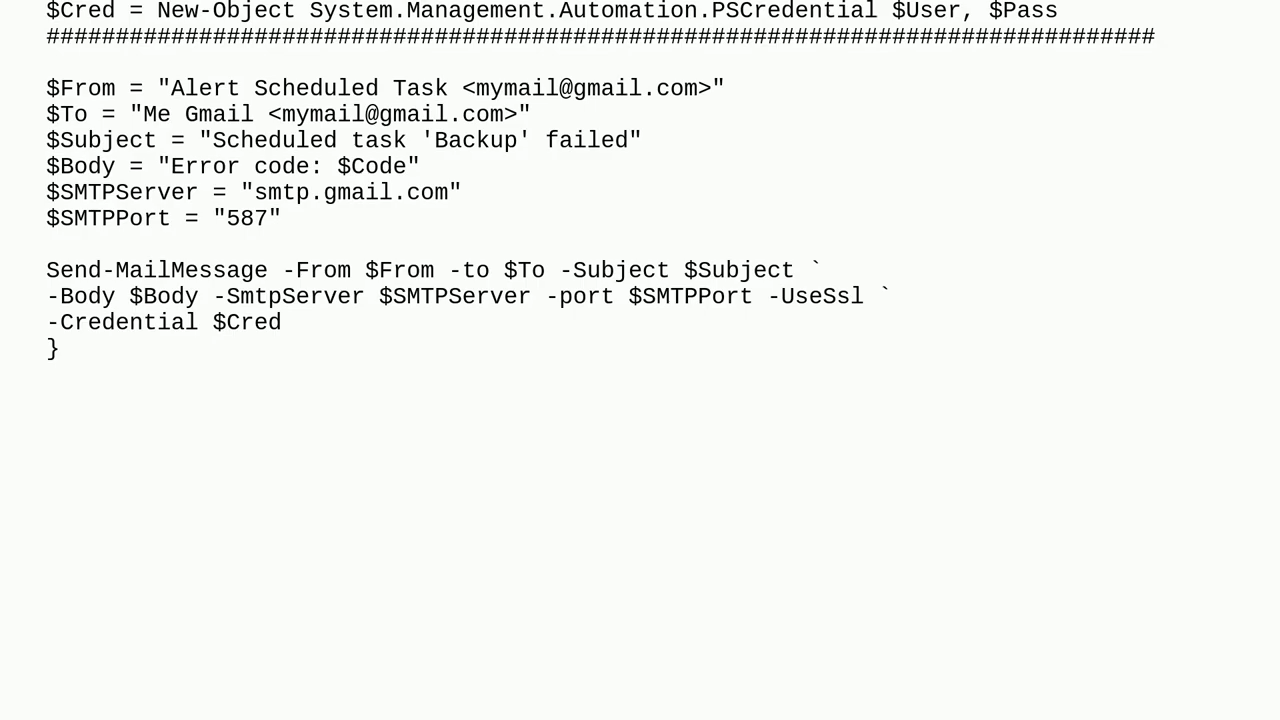 $Cred = New-Object System.Management.Automation.PSCredential $User, $Pass
################################################################################
$From = "Alert Scheduled Task <mymail@gmail.com>"
$To = "Me Gmail <mymail@gmail.com>"
$Subject = "Scheduled task 'Backup' failed"
$Body = "Error code: $Code"
$SMTPServer = "smtp.gmail.com"
$SMTPPort = "587"
Send-MailMessage -From $From -to $To -Subject $Subject `
-Body $Body -SmtpServer $SMTPServer -port $SMTPPort -UseSsl `
-Credential $Cred
}